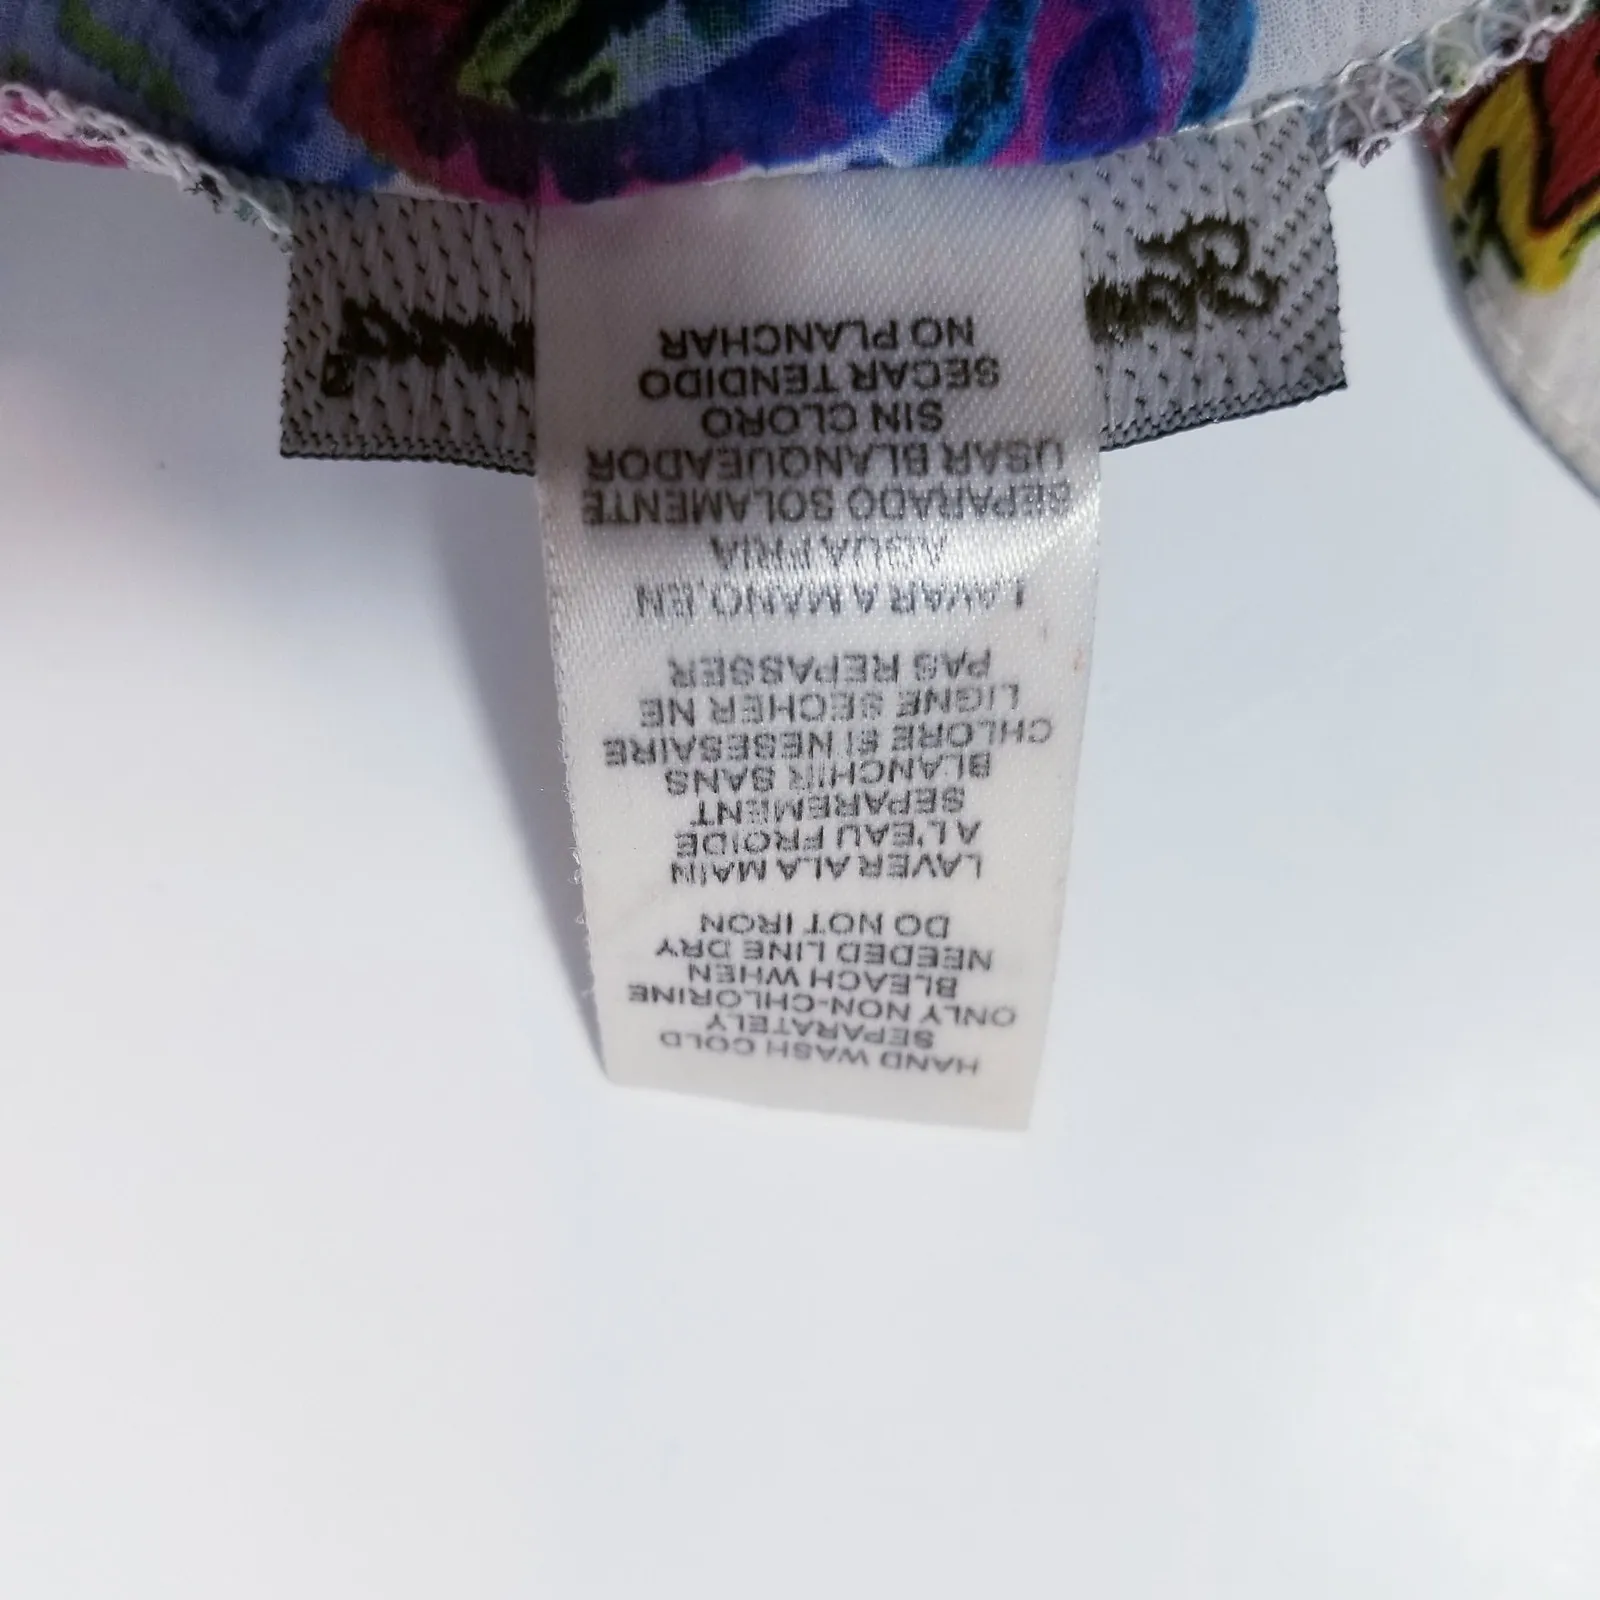 HAND WASH COLD
SEPARATELY
ONLY NON-CHLORINE
BLEACH WHEN
NEEDED LINE DRY
DO NOT IRON
LAVER ALA MAIN
A L'EAU FROIDE
SEPAREMENT
BLANCHIR SANS
CHLORE SI NESESAIRE
LIGNE SECHER NE
PAS REPASSER
LAVAR A MANO, EN
AGUA FRIA
SEPARADO SOLAMENTE
USAR BLANQUEADOR
SIN CLORO
SECAR TENDIDO
NO PLANCHAR